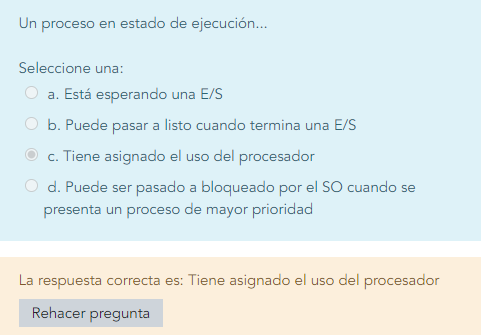 Un proceso en estado de ejecución...
Seleccione una:
a. Está esperando una E/S
b. Puede pasar a listo cuando termina una E/S
c. Tiene asignado el uso del procesador
d. Puede ser pasado a bloqueado por el SO cuando se
presenta un proceso de mayor prioridad
La respuesta correcta es: Tiene asignado el uso del procesador
Rehacer pregunta